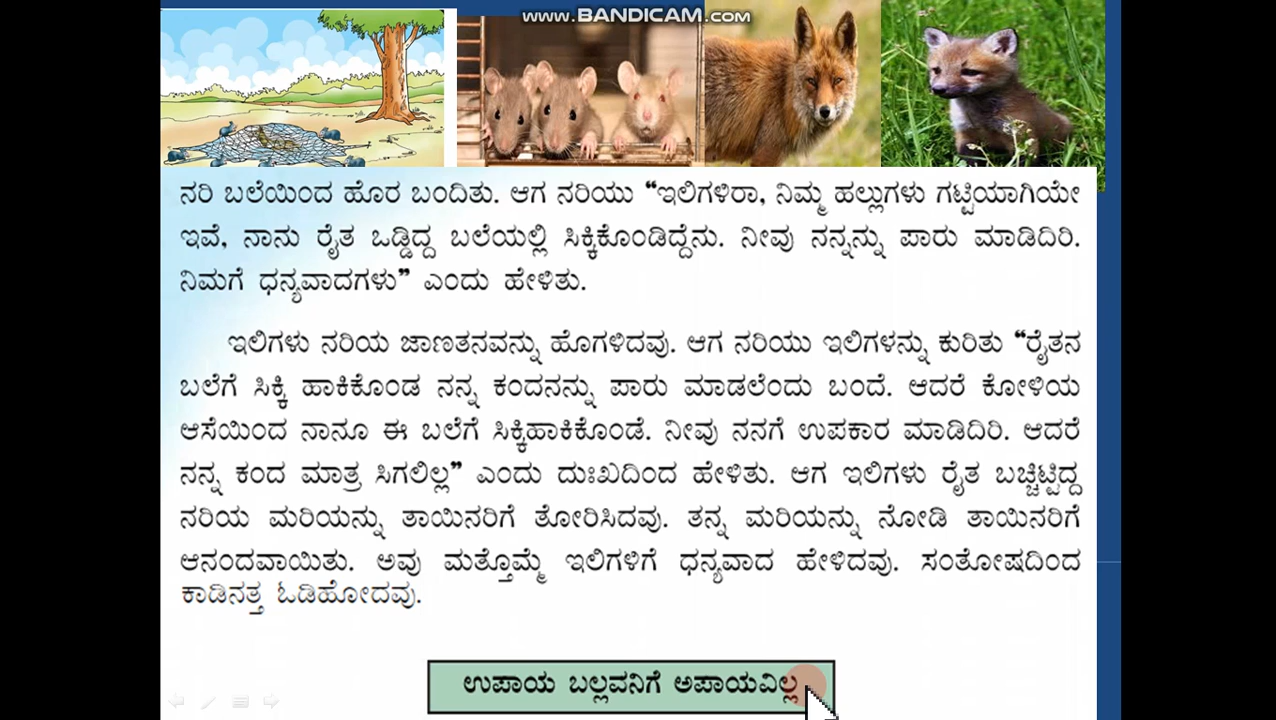 www.BANDICAM.com
ನರಿ ಬಲೆಯಿಂದ ಹೊರ ಬಂದಿತು. ಆಗ ನರಿಯು “ಇಲಿಗಳಿರಾ, ನಿಮ್ಮ ಹಲ್ಲುಗಳು ಗಟ್ಟಿಯಾಗಿಯೇ
ಇವೆ, ನಾನು ರೈತ ಒಡ್ಡಿದ್ದ ಬಲೆಯಲ್ಲಿ ಸಿಕ್ಕಿಕೊಂಡಿದ್ದೆನು. ನೀವು ನನ್ನನ್ನು ಪಾರು ಮಾಡಿದಿರಿ.
ನಿಮಗೆ ಧನ್ಯವಾದಗಳು” ಎಂದು ಹೇಳಿತು.
ಇಲಿಗಳು ನರಿಯ ಜಾಣತನವನ್ನು ಹೊಗಳಿದವು. ಆಗ ನರಿಯು ಇಲಿಗಳನ್ನು ಕುರಿತು “ರೈತನ
ಬಲೆಗೆ ಸಿಕ್ಕಿ ಹಾಕಿಕೊಂಡ ನನ್ನ ಕಂದನನ್ನು ಪಾರು ಮಾಡಲೆಂದು ಬಂದೆ. ಆದರೆ ಕೋಳಿಯ
ಆಸೆಯಿಂದ ನಾನೂ ಈ ಬಲೆಗೆ ಸಿಕ್ಕಿಹಾಕಿಕೊಂಡೆ. ನೀವು ನನಗೆ ಉಪಕಾರ ಮಾಡಿದಿರಿ. ಆದರೆ
ನನ್ನ ಕಂದ ಮಾತ್ರ ಸಿಗಲಿಲ್ಲ” ಎಂದು ದುಃಖದಿಂದ ಹೇಳಿತು. ಆಗ ಇಲಿಗಳು ರೈತ ಬಚ್ಚಿಟ್ಟಿದ್ದ
ನರಿಯ ಮರಿಯನ್ನು ತಾಯಿನರಿಗೆ ತೋರಿಸಿದವು. ತನ್ನ ಮರಿಯನ್ನು ನೋಡಿ ತಾಯಿನರಿಗೆ
ಆನಂದವಾಯಿತು. ಅವು ಮತ್ತೊಮ್ಮೆ ಇಲಿಗಳಿಗೆ ಧನ್ಯವಾದ ಹೇಳಿದವು. ಸಂತೋಷದಿಂದ
ಕಾಡಿನತ್ತ ಓಡಿಹೋದವು.
ಉಪಾಯ ಬಲ್ಲವನಿಗೆ ಅಪಾಯವಿಲ್ಲ